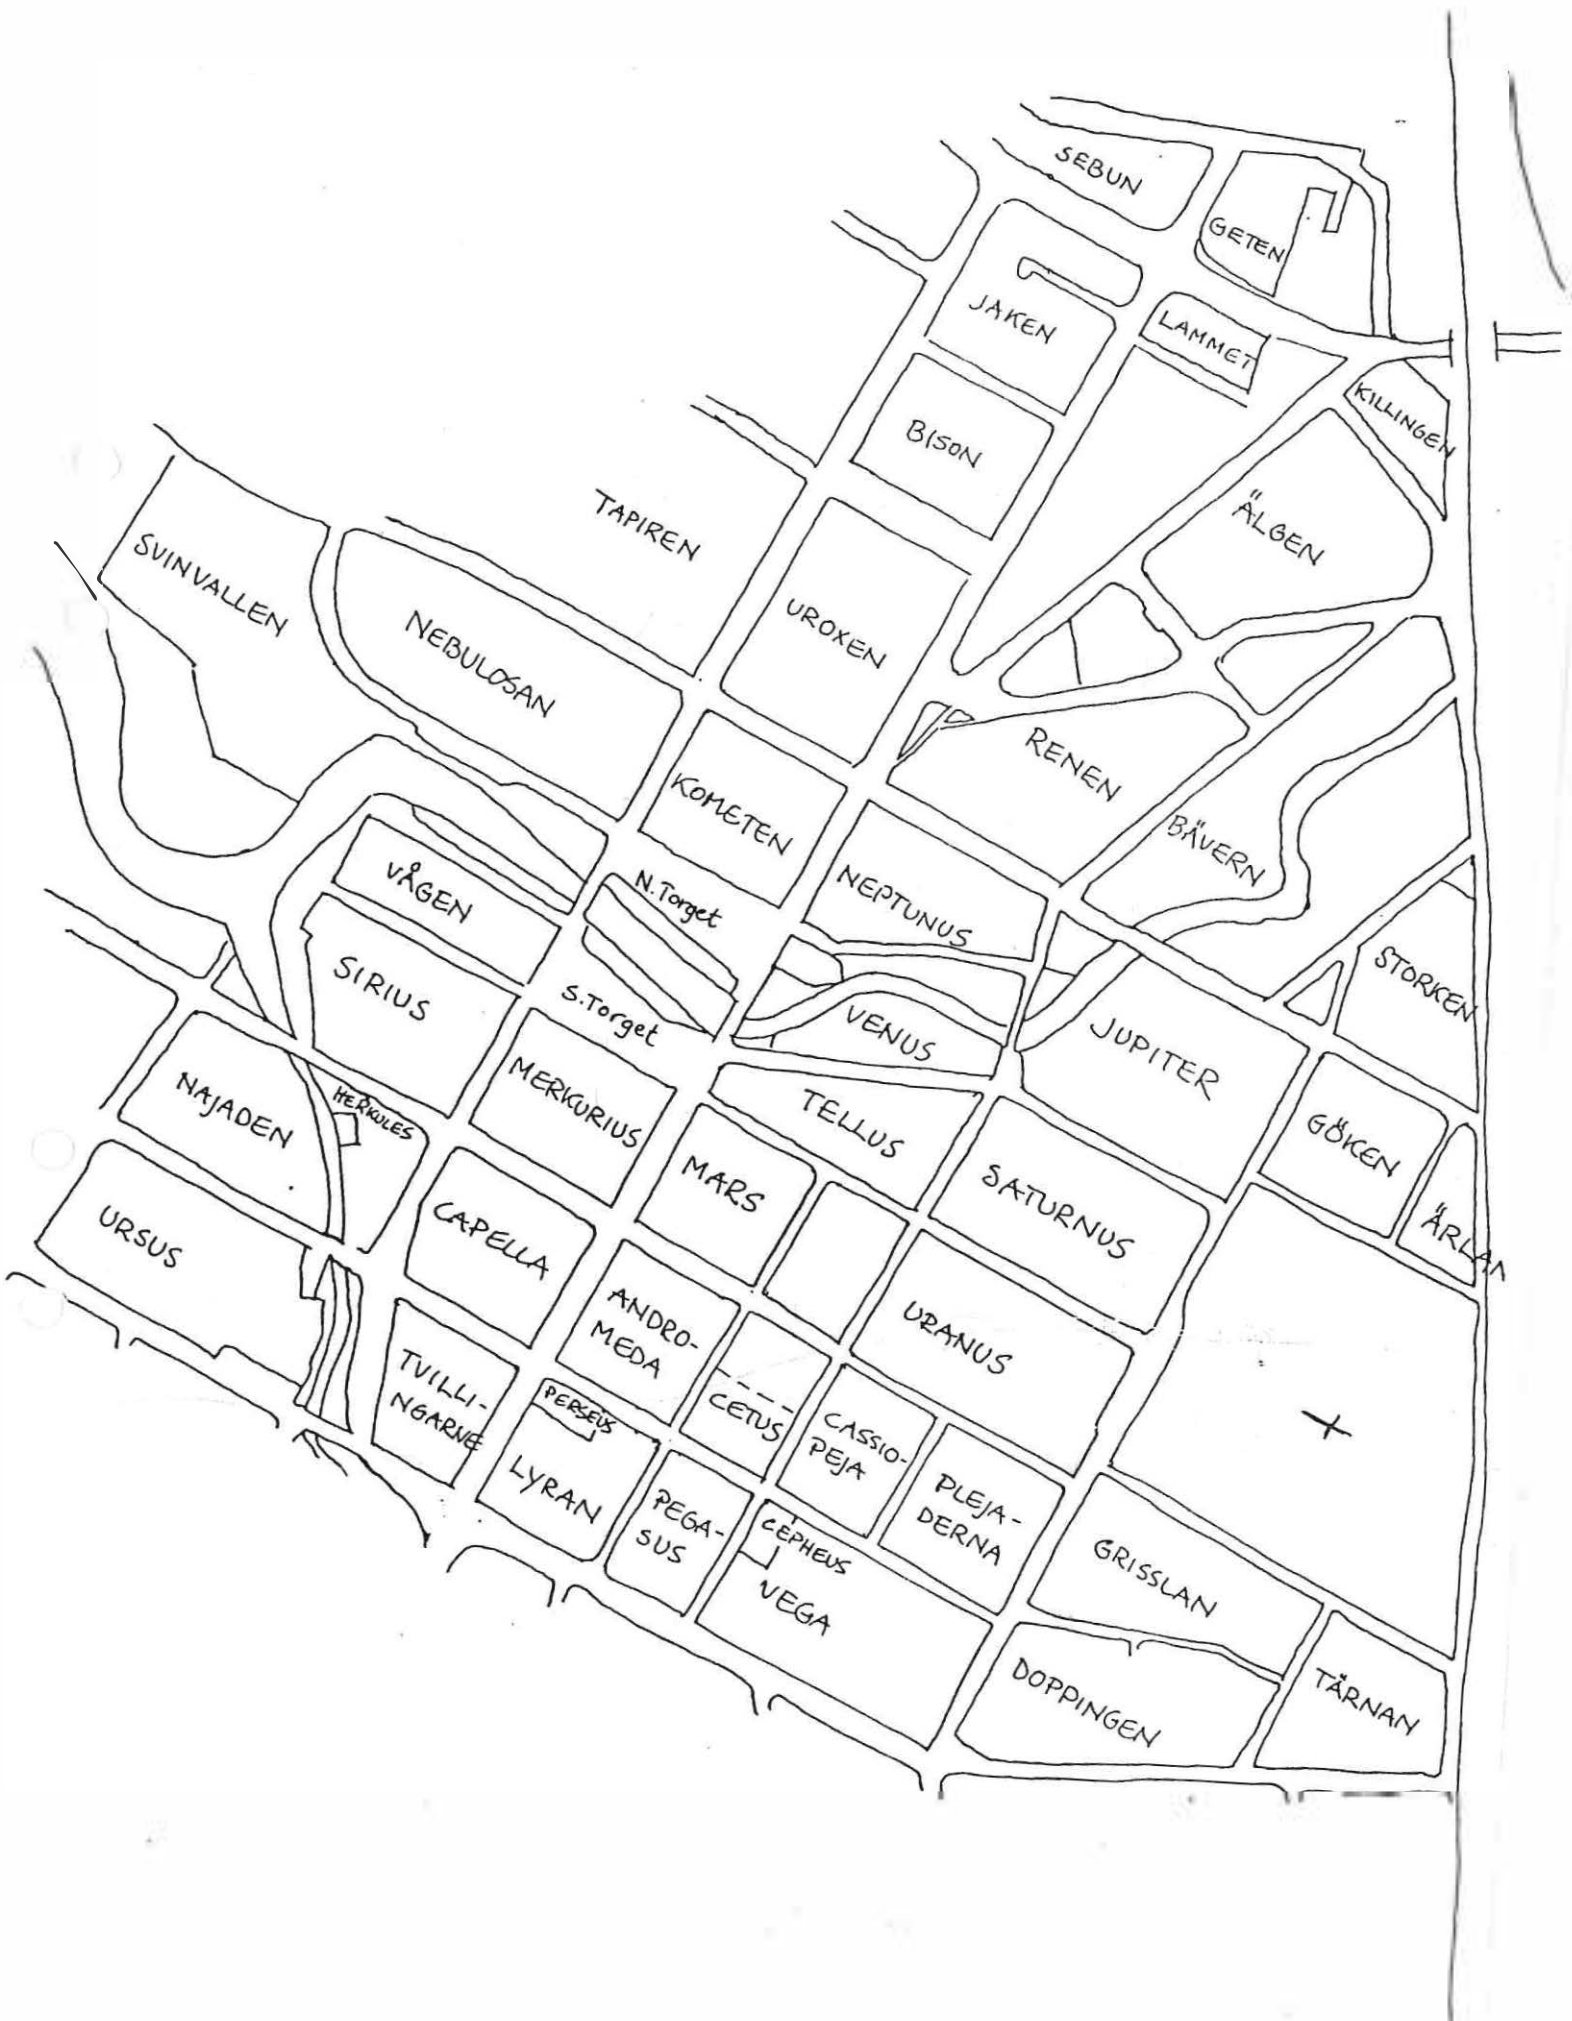 SEBUN
GETEN
JAKEN
LAMMET
KILLINGEN
BISON
ÄLGEN
TAPIREN
SVINVALLEN
NEBULOSAN
UROXEN
RENEN
KOMETEN
BÄVERN
VÅGEN
N.Torget
NEPTUNUS
SIRIUS
S.Torget
VENUS
STORKEN
JUPITER
MERKURIUS
NAJADEN
HERKULES
TELLUS
GÖKEN
MARS
SATURNUS
ÄRLAN
URSUS
CAPELLA
ANDRO-
MEDA
URANUS
TVILLI-
NGARNE
PERSEUS
CETUS
CASSIO-
PEJA
LYRAN
PEGA-
SUS
PLEJA-
DERNA
CEPHEUS
VEGA
GRISSLAN
DOPPINGEN
TÄRNAN